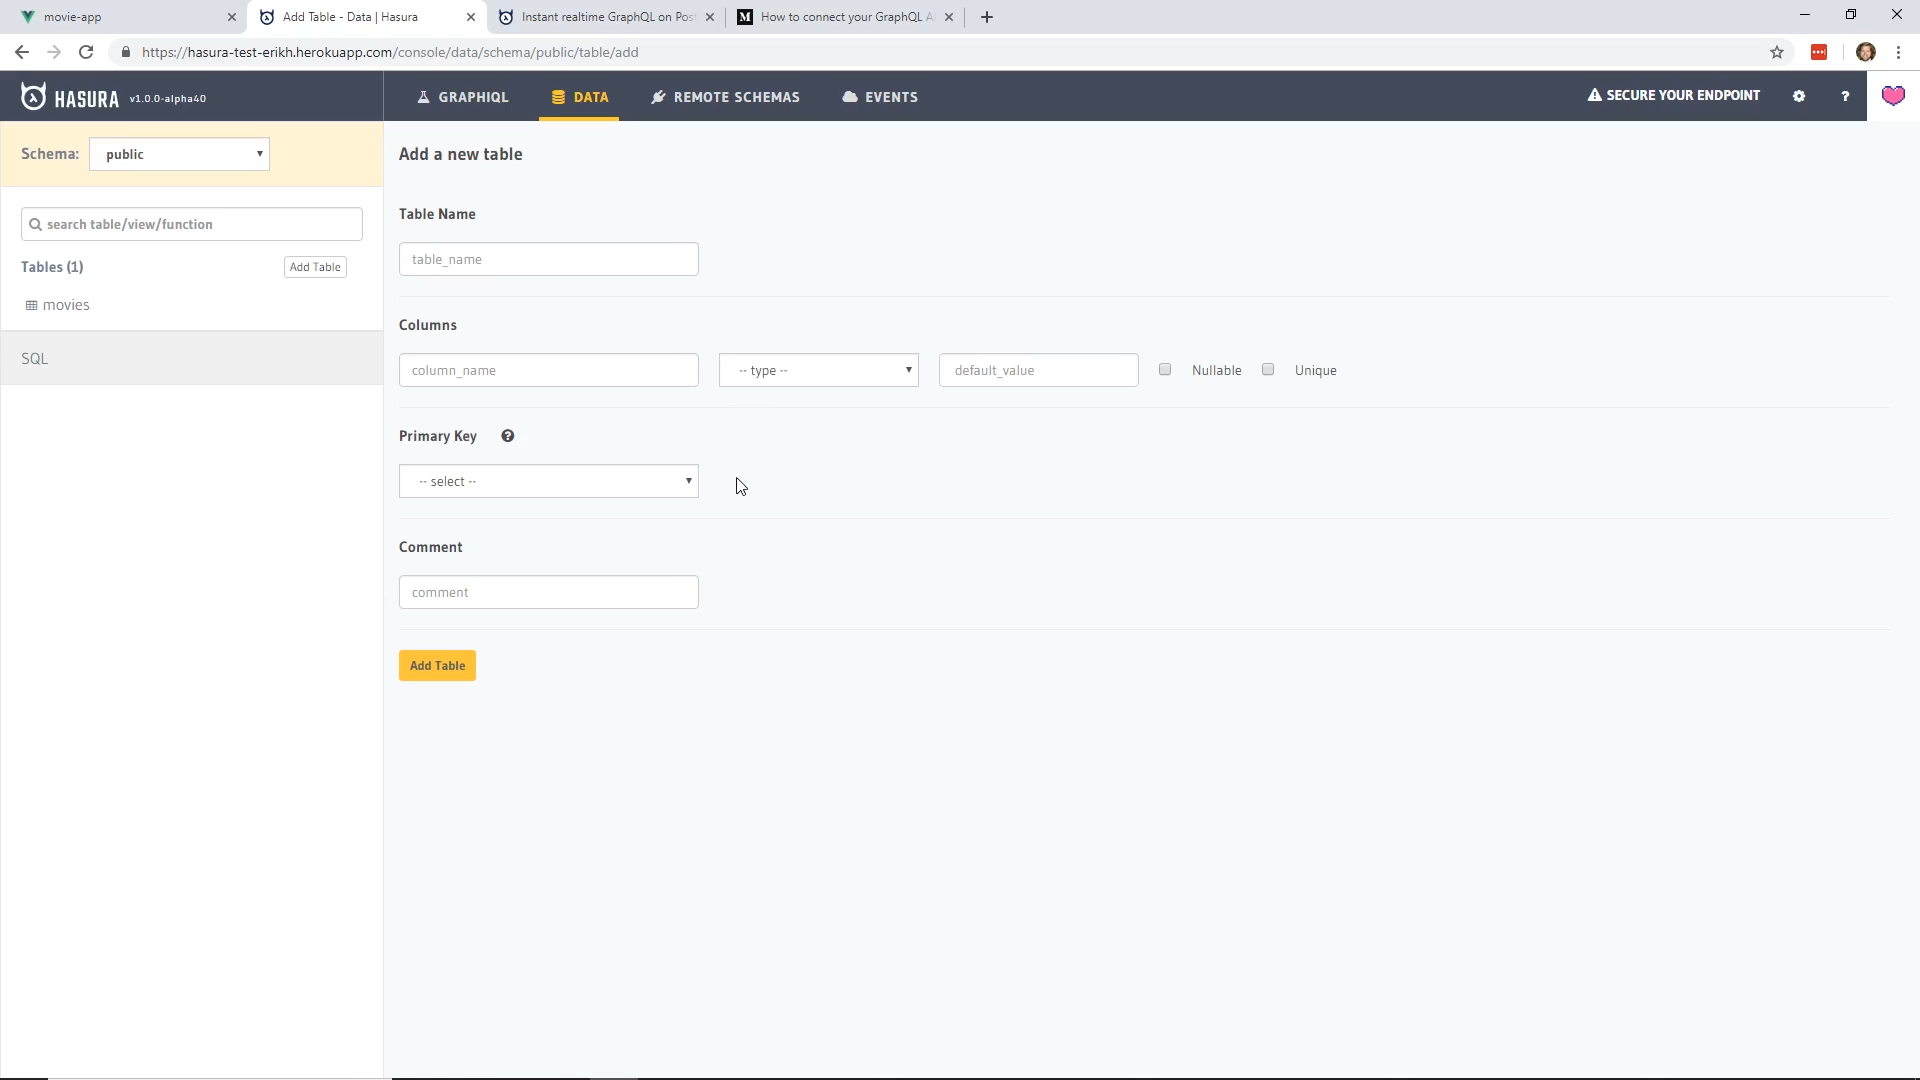 movie-app
Add Table - Data | Hasura
Instant realtime GraphQL on Pos
How to connect your GraphQL A
https://hasura-test-erikh.herokuapp.com/console/data/schema/public/table/add
HASURA v1.0.0-alpha40
GRAPHIQL
DATA
REMOTE SCHEMAS
EVENTS
SECURE YOUR ENDPOINT
?
Schema: public
search table/view/function
Tables (1)
Add Table
movies
SQL
Add a new table
Table Name
table_name
Columns
column_name
-- type --
default_value
Nullable
Unique
Primary Key ?
-- select --
Comment
comment
Add Table